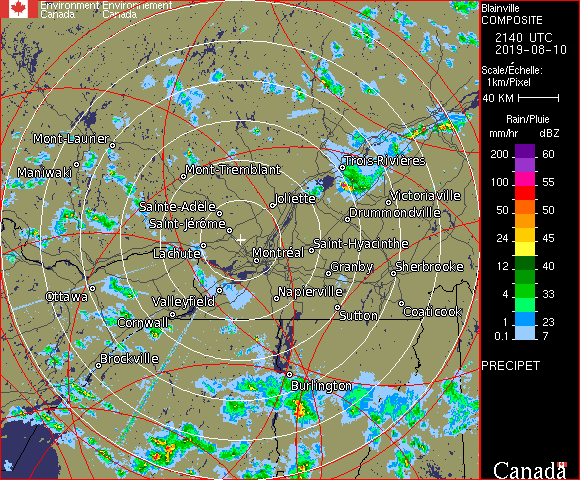 Environment Environnement
Canada Canada
Blainville
COMPOSITE
2140 UTC
2019-08-10
Scale/Échelle:
1km/Pixel
40 KM
Rain/Pluie
mm/hr dBZ
200 60
100 55
50 50
24 45
12 40
4 33
1 23
0.1 7
PRECIPET
Mont-Laurier
Maniwaki
Mont-Tremblant
Trois-Rivières
Sainte-Adèle
Joliette
Victoriaville
Saint-Jérôme
Drummondville
Lachute
Montréal
Saint-Hyacinthe
Granby
Sherbrooke
Ottawa
Valleyfield
Napierville
Cornwall
Sutton
Coaticook
Brockville
Burlington
Canada